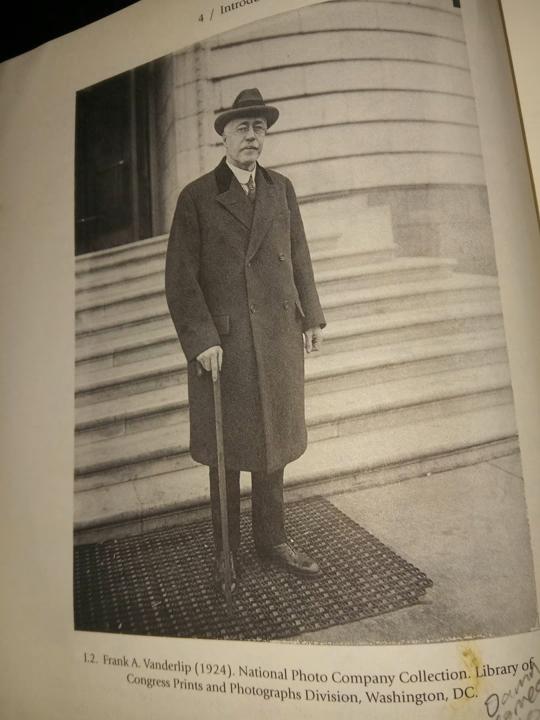 4 / Introdu
1.2. Frank A. Vanderlip (1924). National Photo Company Collection. Library of
Congress Prints and Photographs Division, Washington, DC.